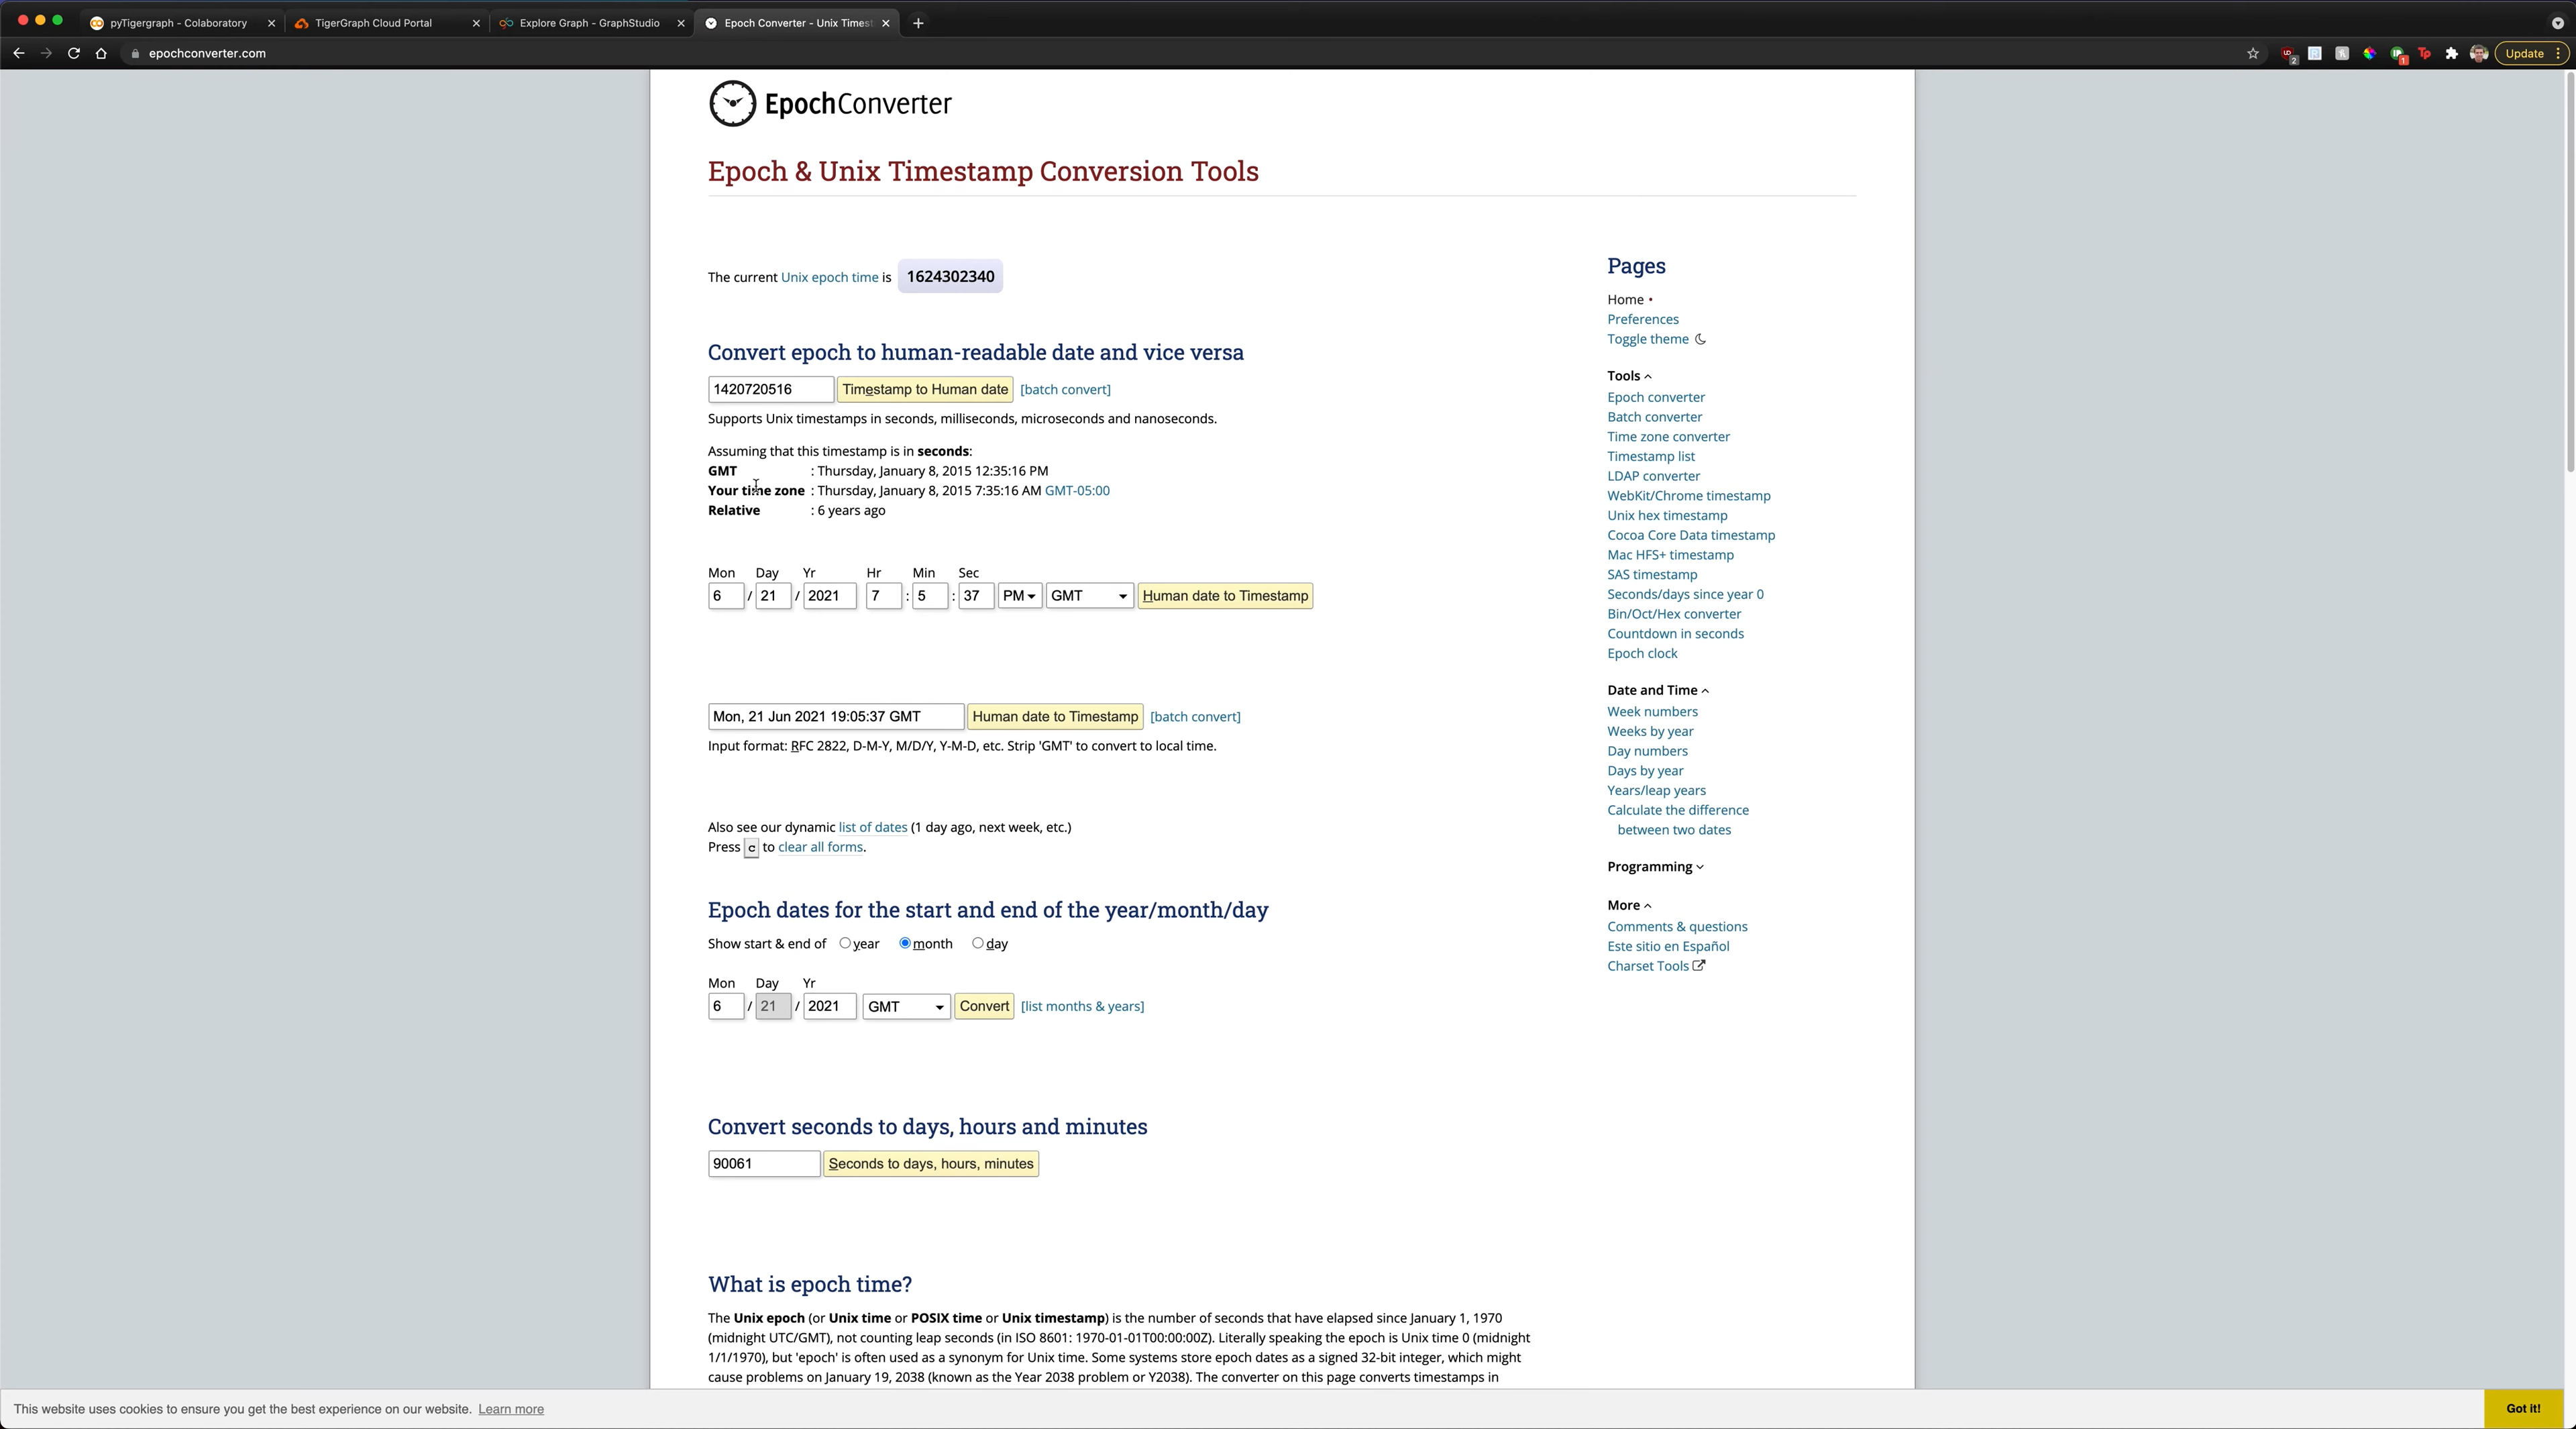 pyTigergraph - Colaboratory
TigerGraph Cloud Portal
Explore Graph - GraphStudio
Epoch Converter - Unix Timest
epochconverter.com
Update
EpochConverter
Epoch & Unix Timestamp Conversion Tools
The current Unix epoch time is 1624302340
Convert epoch to human-readable date and vice versa
1420720516 Timestamp to Human date [batch convert]
Supports Unix timestamps in seconds, milliseconds, microseconds and nanoseconds.
Assuming that this timestamp is in seconds:
GMT : Thursday, January 8, 2015 12:35:16 PM
Your time zone : Thursday, January 8, 2015 7:35:16 AM GMT-05:00
Relative : 6 years ago
Mon Day Yr Hr Min Sec
6 / 21 / 2021 7 : 5 : 37 PM GMT Human date to Timestamp
Mon, 21 Jun 2021 19:05:37 GMT Human date to Timestamp [batch convert]
Input format: RFC 2822, D-M-Y, M/D/Y, Y-M-D, etc. Strip 'GMT' to convert to local time.
Also see our dynamic list of dates (1 day ago, next week, etc.)
Press c to clear all forms.
Epoch dates for the start and end of the year/month/day
Show start & end of year month day
Mon Day Yr
6 / 21 / 2021 GMT Convert [list months & years]
Convert seconds to days, hours and minutes
90061 Seconds to days, hours, minutes
What is epoch time?
The Unix epoch (or Unix time or POSIX time or Unix timestamp) is the number of seconds that have elapsed since January 1, 1970
(midnight UTC/GMT), not counting leap seconds (in ISO 8601: 1970-01-01T00:00:00Z). Literally speaking the epoch is Unix time 0 (midnight
1/1/1970), but 'epoch' is often used as a synonym for Unix time. Some systems store epoch dates as a signed 32-bit integer, which might
cause problems on January 19, 2038 (known as the Year 2038 problem or Y2038). The converter on this page converts timestamps in
Pages
Home •
Preferences
Toggle theme
Tools
Epoch converter
Batch converter
Time zone converter
Timestamp list
LDAP converter
WebKit/Chrome timestamp
Unix hex timestamp
Cocoa Core Data timestamp
Mac HFS+ timestamp
SAS timestamp
Seconds/days since year 0
Bin/Oct/Hex converter
Countdown in seconds
Epoch clock
Date and Time
Week numbers
Weeks by year
Day numbers
Days by year
Years/leap years
Calculate the difference
between two dates
Programming
More
Comments & questions
Este sitio en Español
Charset Tools
This website uses cookies to ensure you get the best experience on our website. Learn more
Got it!